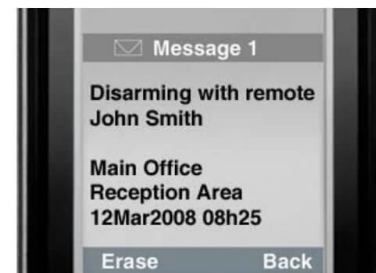 Message 1
Disarming with remote
John Smith
Main Office
Reception Area
12Mar2008 08h25
Erase Back